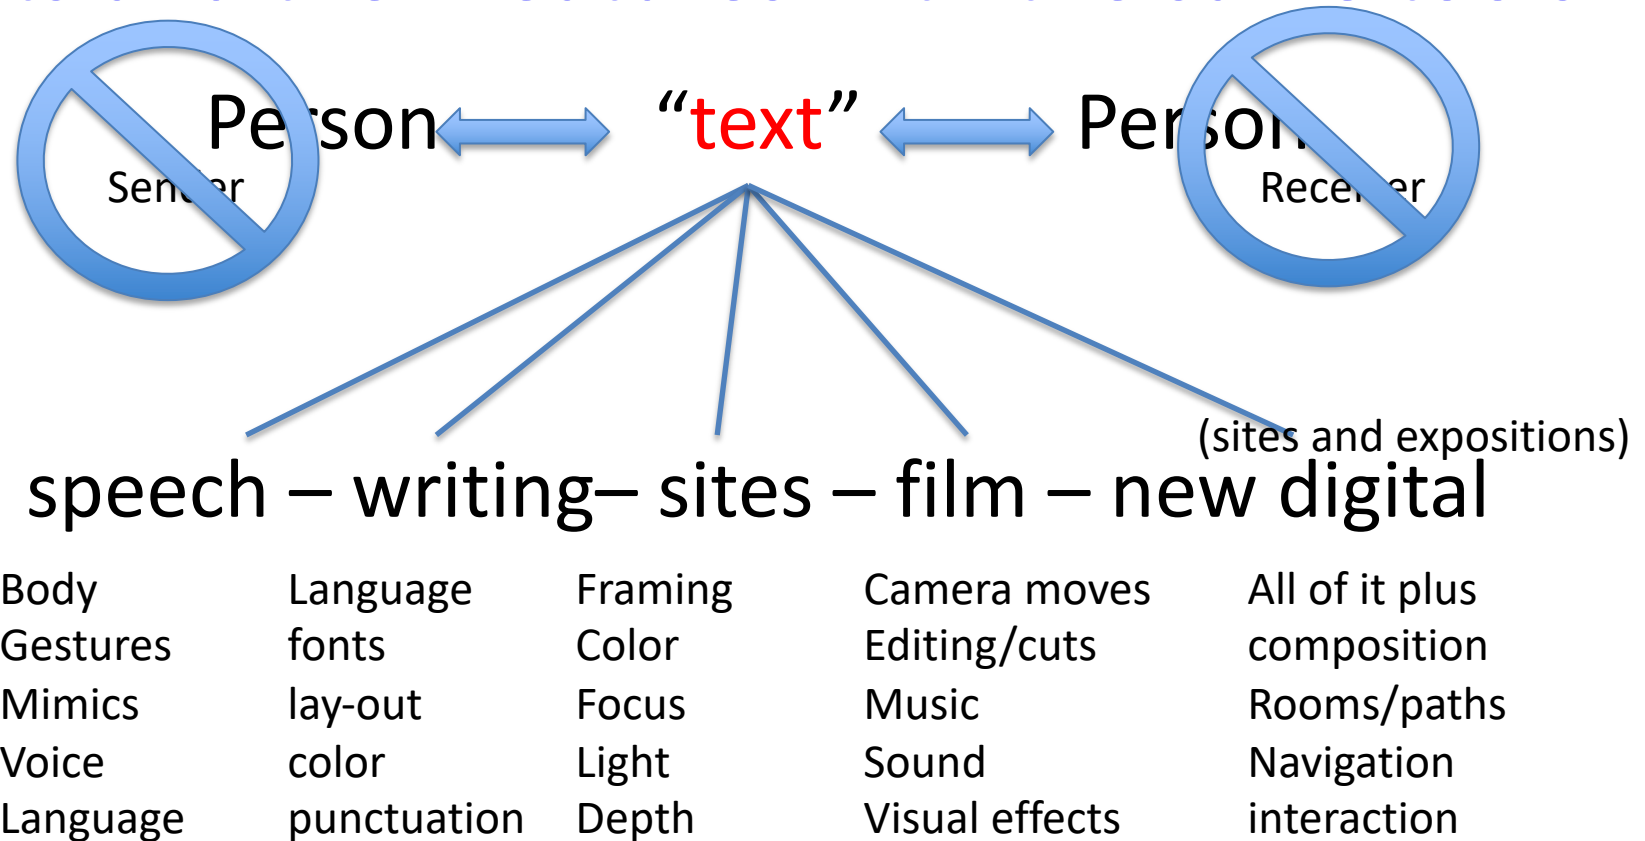 Person “text” Person
Sender Receiver
(sites and expositions)
speech – writing– sites – film – new digital
Body Language Framing Camera moves All of it plus
Gestures fonts Color Editing/cuts composition
Mimics lay-out Focus Music Rooms/paths
Voice color Light Sound Navigation
Language punctuation Depth Visual effects interaction